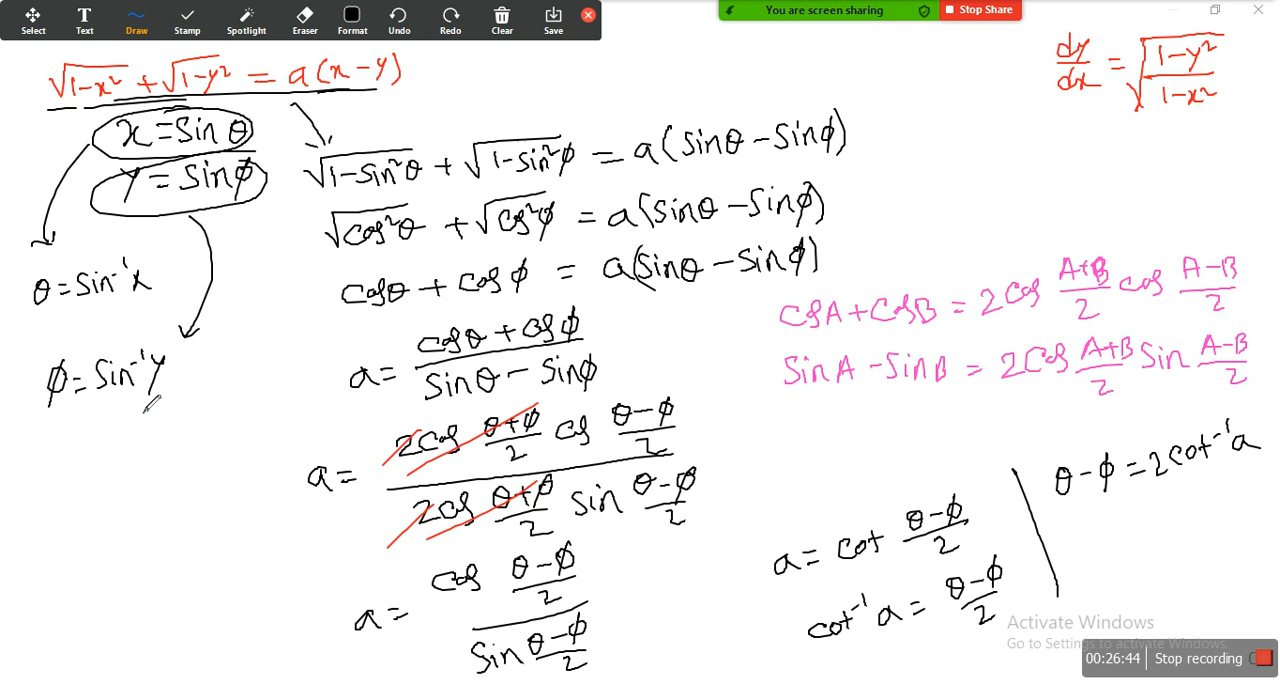 Select Text Draw Stamp Spotlight Eraser Format Undo Redo Clear Save
You are screen sharing Stop Share
√1-x² + √1-y² = a(x-y)
dy/dx = √(1-y²/1-x²)
x = Sin θ
y = Sin ϕ
θ = Sin⁻¹x
ϕ = Sin⁻¹y
√1-Sin²θ + √1-Sin²ϕ = a(Sinθ - Sinϕ)
√Cos²θ + √Cos²ϕ = a(Sinθ - Sinϕ)
Cosθ + Cosϕ = a(Sinθ - Sinϕ)
a = Cosθ + Cosϕ / Sinθ - Sinϕ
a = 2Cos θ+ϕ/2 Cos θ-ϕ/2 / 2Cos θ+ϕ/2 Sin θ-ϕ/2
a = Cos θ-ϕ/2 / Sin θ-ϕ/2
CosA + CosB = 2Cos A+B/2 Cos A-B/2
SinA - SinB = 2Cos A+B/2 Sin A-B/2
a = Cot θ-ϕ/2
Cot⁻¹ a = θ-ϕ/2
θ-ϕ = 2Cot⁻¹a
Activate Windows
Go to Settings to activate Windows.
00:26:44 Stop recording